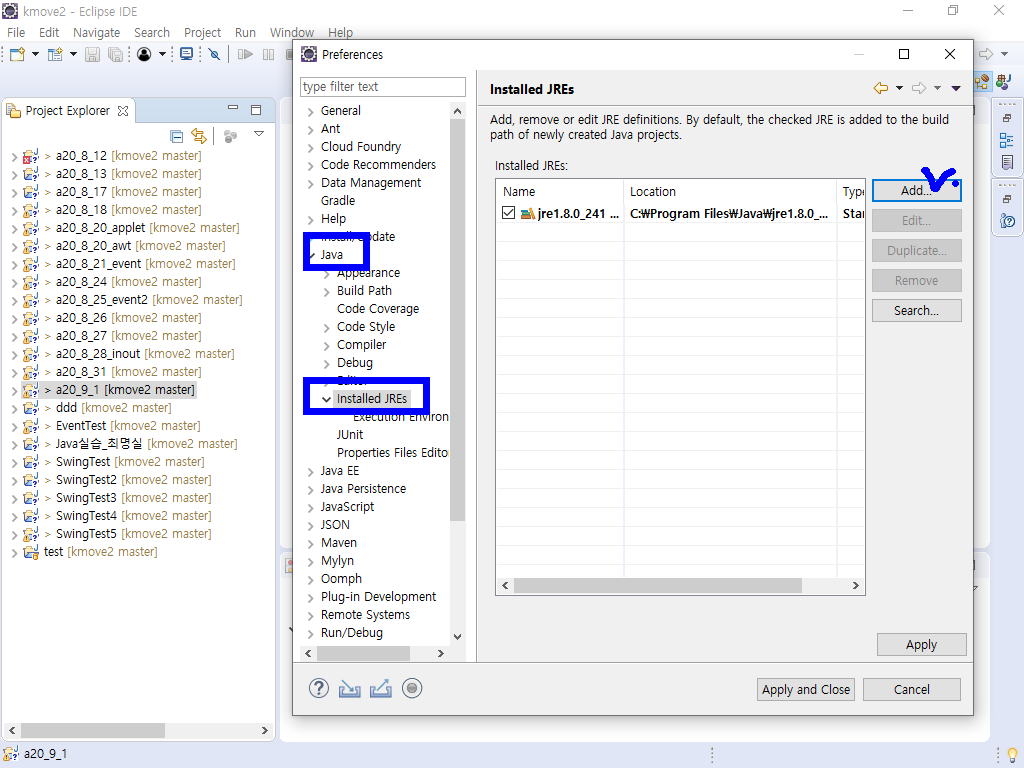 kmove2 - Eclipse IDE
File Edit Navigate Search Project Run Window Help
Project Explorer
> a20_8_12 [kmove2 master]
> a20_8_13 [kmove2 master]
> a20_8_17 [kmove2 master]
> a20_8_18 [kmove2 master]
> a20_8_20_applet [kmove2 master]
> a20_8_20_awt [kmove2 master]
> a20_8_21_event [kmove2 master]
> a20_8_24 [kmove2 master]
> a20_8_25_event2 [kmove2 master]
> a20_8_26 [kmove2 master]
> a20_8_27 [kmove2 master]
> a20_8_28_inout [kmove2 master]
> a20_8_31 [kmove2 master]
> a20_9_1 [kmove2 master]
> ddd [kmove2 master]
> EventTest [kmove2 master]
> Java실습_최명실 [kmove2 master]
> SwingTest [kmove2 master]
> SwingTest2 [kmove2 master]
> SwingTest3 [kmove2 master]
> SwingTest4 [kmove2 master]
> SwingTest5 [kmove2 master]
test [kmove2 master]
a20_9_1
Preferences
type filter text
General
Ant
Cloud Foundry
Code Recommenders
Data Management
Gradle
Help
Install/Update
Java
Appearance
Build Path
Code Coverage
Code Style
Compiler
Debug
Editor
Installed JREs
Execution Environ
JUnit
Properties Files Edito
Java EE
Java Persistence
JavaScript
JSON
Maven
Mylyn
Oomph
Plug-in Development
Remote Systems
Run/Debug
Installed JREs
Add, remove or edit JRE definitions. By default, the checked JRE is added to the build
path of newly created Java projects.
Installed JREs:
Name Location Type
jre1.8.0_241 ... C:₩Program Files₩Java₩jre1.8.0_... Star
Add...
Edit...
Duplicate...
Remove
Search...
Apply
Apply and Close Cancel